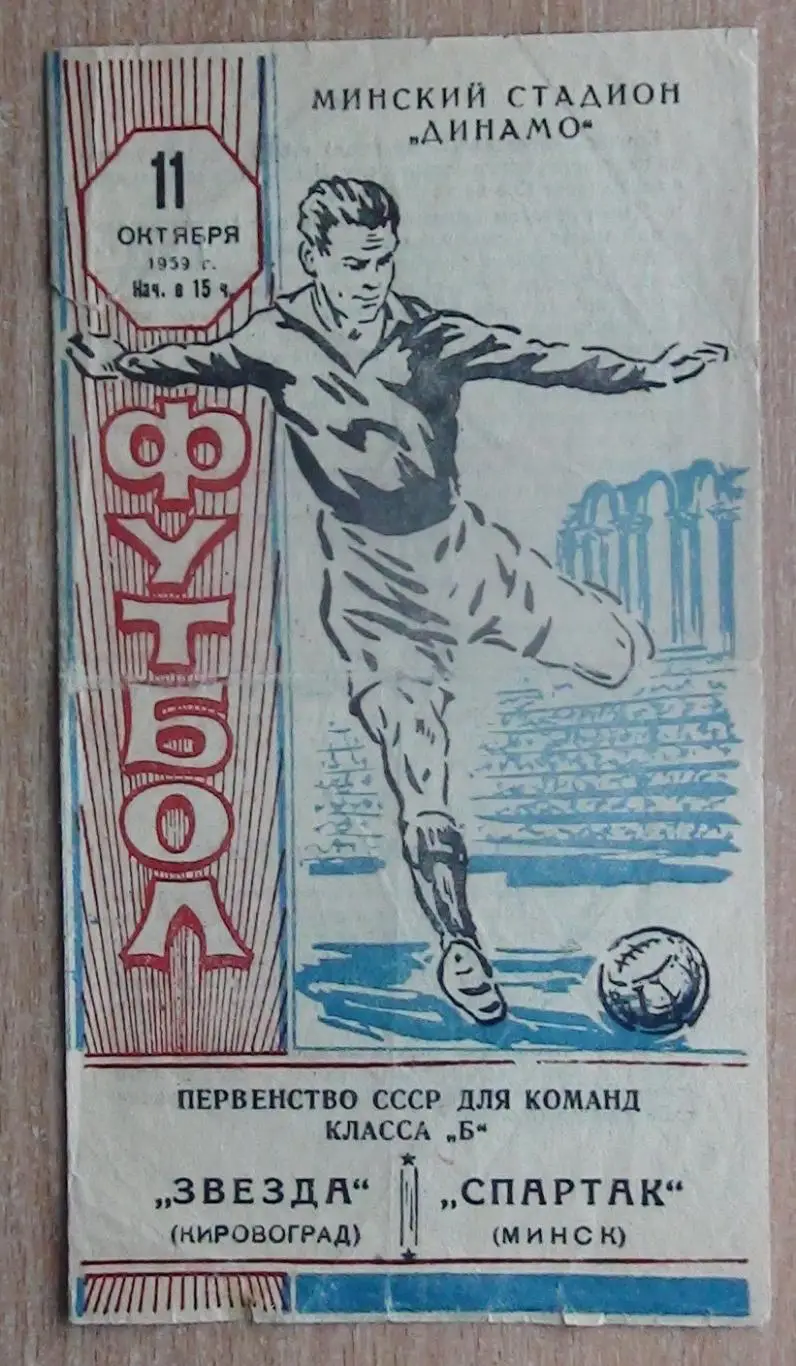 МИНСКИЙ СТАДИОН
„ДИНАМО“
11
ОКТЯБРЯ
1959 г.
Нач. в 15 ч.
ФУТБОЛ
ПЕРВЕНСТВО СССР ДЛЯ КОМАНД
КЛАССА „Б“
„ЗВЕЗДА“
(КИРОВОГРАД)
„СПАРТАК“
(МИНСК)